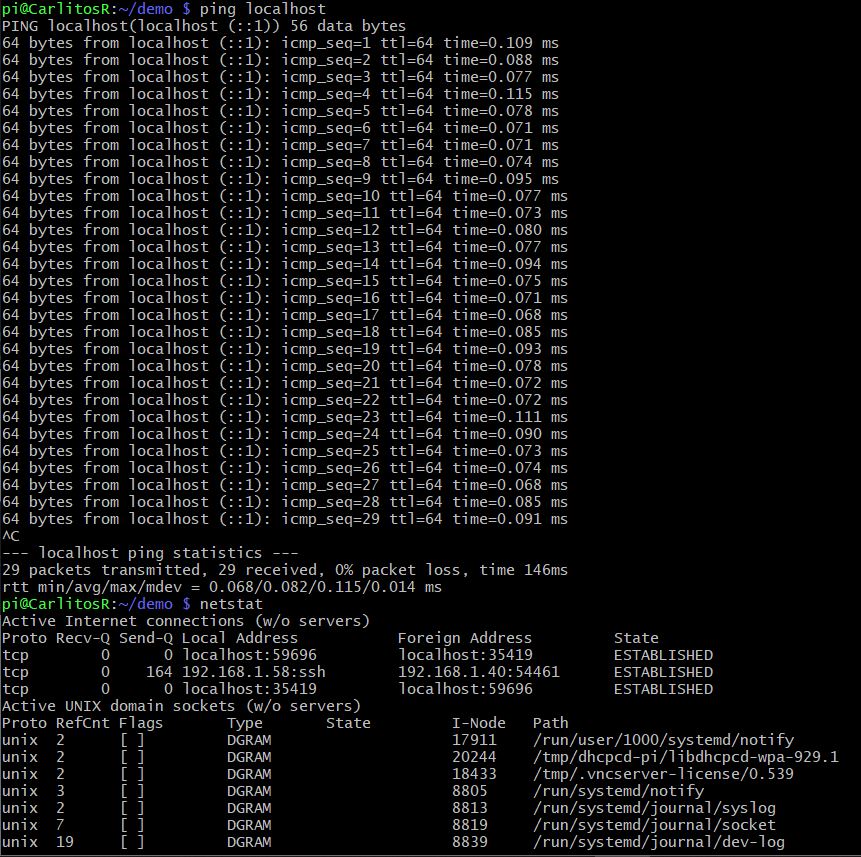 pi@CarlitosR:~/demo $ ping localhost
PING localhost(localhost (::1)) 56 data bytes
64 bytes from localhost (::1): icmp_seq=1 ttl=64 time=0.109 ms
64 bytes from localhost (::1): icmp_seq=2 ttl=64 time=0.088 ms
64 bytes from localhost (::1): icmp_seq=3 ttl=64 time=0.077 ms
64 bytes from localhost (::1): icmp_seq=4 ttl=64 time=0.115 ms
64 bytes from localhost (::1): icmp_seq=5 ttl=64 time=0.078 ms
64 bytes from localhost (::1): icmp_seq=6 ttl=64 time=0.071 ms
64 bytes from localhost (::1): icmp_seq=7 ttl=64 time=0.071 ms
64 bytes from localhost (::1): icmp_seq=8 ttl=64 time=0.074 ms
64 bytes from localhost (::1): icmp_seq=9 ttl=64 time=0.095 ms
64 bytes from localhost (::1): icmp_seq=10 ttl=64 time=0.077 ms
64 bytes from localhost (::1): icmp_seq=11 ttl=64 time=0.073 ms
64 bytes from localhost (::1): icmp_seq=12 ttl=64 time=0.080 ms
64 bytes from localhost (::1): icmp_seq=13 ttl=64 time=0.077 ms
64 bytes from localhost (::1): icmp_seq=14 ttl=64 time=0.094 ms
64 bytes from localhost (::1): icmp_seq=15 ttl=64 time=0.075 ms
64 bytes from localhost (::1): icmp_seq=16 ttl=64 time=0.071 ms
64 bytes from localhost (::1): icmp_seq=17 ttl=64 time=0.068 ms
64 bytes from localhost (::1): icmp_seq=18 ttl=64 time=0.085 ms
64 bytes from localhost (::1): icmp_seq=19 ttl=64 time=0.093 ms
64 bytes from localhost (::1): icmp_seq=20 ttl=64 time=0.078 ms
64 bytes from localhost (::1): icmp_seq=21 ttl=64 time=0.072 ms
64 bytes from localhost (::1): icmp_seq=22 ttl=64 time=0.072 ms
64 bytes from localhost (::1): icmp_seq=23 ttl=64 time=0.111 ms
64 bytes from localhost (::1): icmp_seq=24 ttl=64 time=0.090 ms
64 bytes from localhost (::1): icmp_seq=25 ttl=64 time=0.073 ms
64 bytes from localhost (::1): icmp_seq=26 ttl=64 time=0.074 ms
64 bytes from localhost (::1): icmp_seq=27 ttl=64 time=0.068 ms
64 bytes from localhost (::1): icmp_seq=28 ttl=64 time=0.085 ms
64 bytes from localhost (::1): icmp_seq=29 ttl=64 time=0.091 ms
^C
--- localhost ping statistics ---
29 packets transmitted, 29 received, 0% packet loss, time 146ms
rtt min/avg/max/mdev = 0.068/0.082/0.115/0.014 ms
pi@CarlitosR:~/demo $ netstat
Active Internet connections (w/o servers)
Proto Recv-Q Send-Q Local Address           Foreign Address         State
tcp        0      0 localhost:59696         localhost:35419         ESTABLISHED
tcp        0    164 192.168.1.58:ssh        192.168.1.40:54461      ESTABLISHED
tcp        0      0 localhost:35419         localhost:59696         ESTABLISHED
Active UNIX domain sockets (w/o servers)
Proto RefCnt Flags       Type       State         I-Node   Path
unix  2      [ ]         DGRAM                    17911    /run/user/1000/systemd/notify
unix  2      [ ]         DGRAM                    20244    /tmp/dhcpcd-pi/libdhcpcd-wpa-929.1
unix  2      [ ]         DGRAM                    18433    /tmp/.vncserver-license/0.539
unix  3      [ ]         DGRAM                    8805     /run/systemd/notify
unix  2      [ ]         DGRAM                    8813     /run/systemd/journal/syslog
unix  7      [ ]         DGRAM                    8819     /run/systemd/journal/socket
unix  19     [ ]         DGRAM                    8839     /run/systemd/journal/dev-log